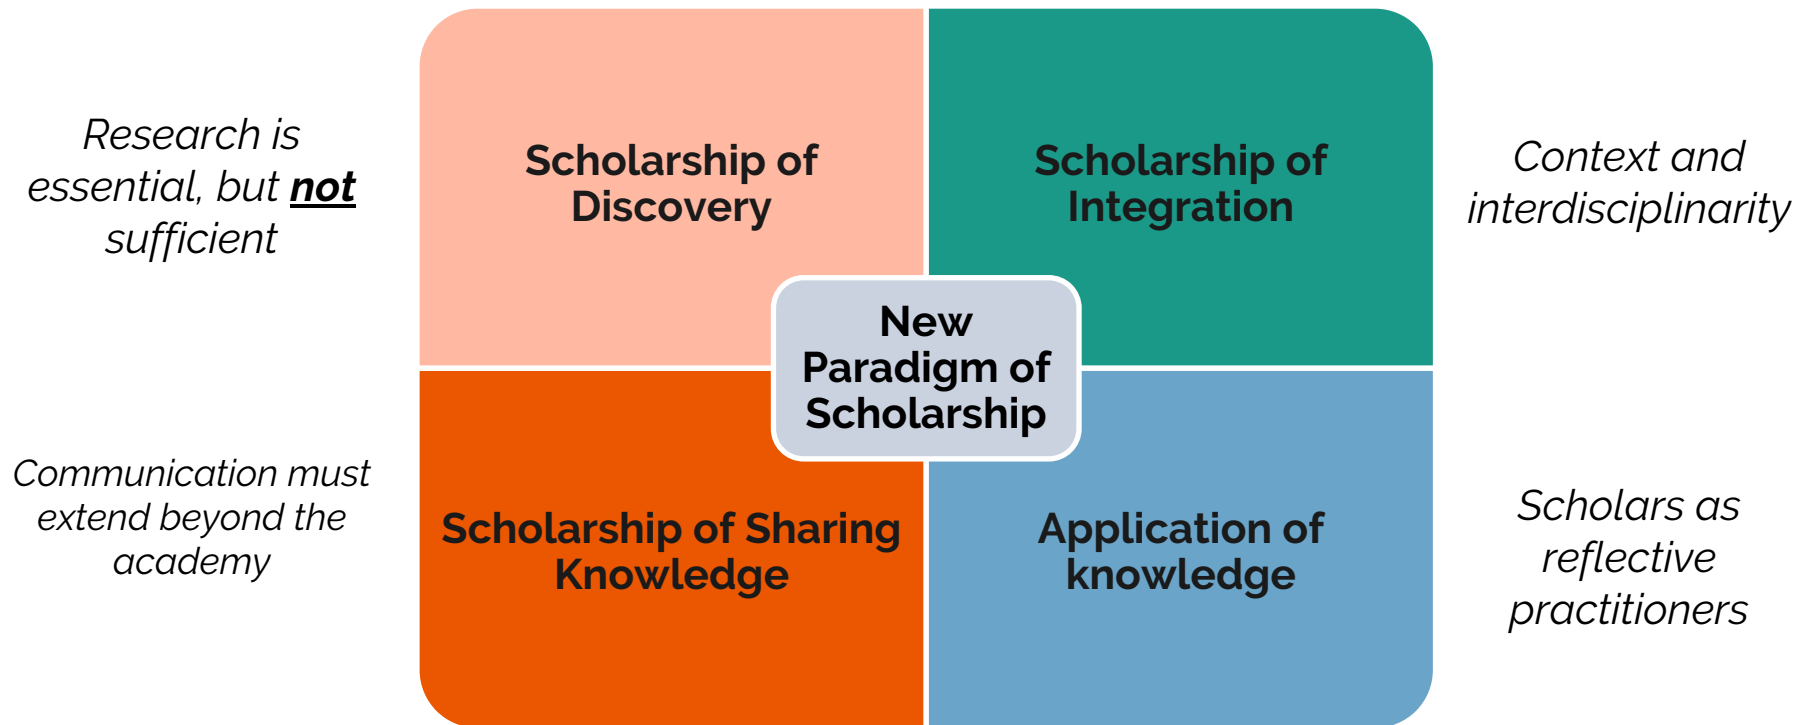 Research is
essential, but not
sufficient
Scholarship of
Discovery
Scholarship of
Integration
Context and
interdisciplinarity
New
Paradigm of
Scholarship
Communication must
extend beyond the
academy
Scholarship of Sharing
Knowledge
Application of
knowledge
Scholars as
reflective
practitioners